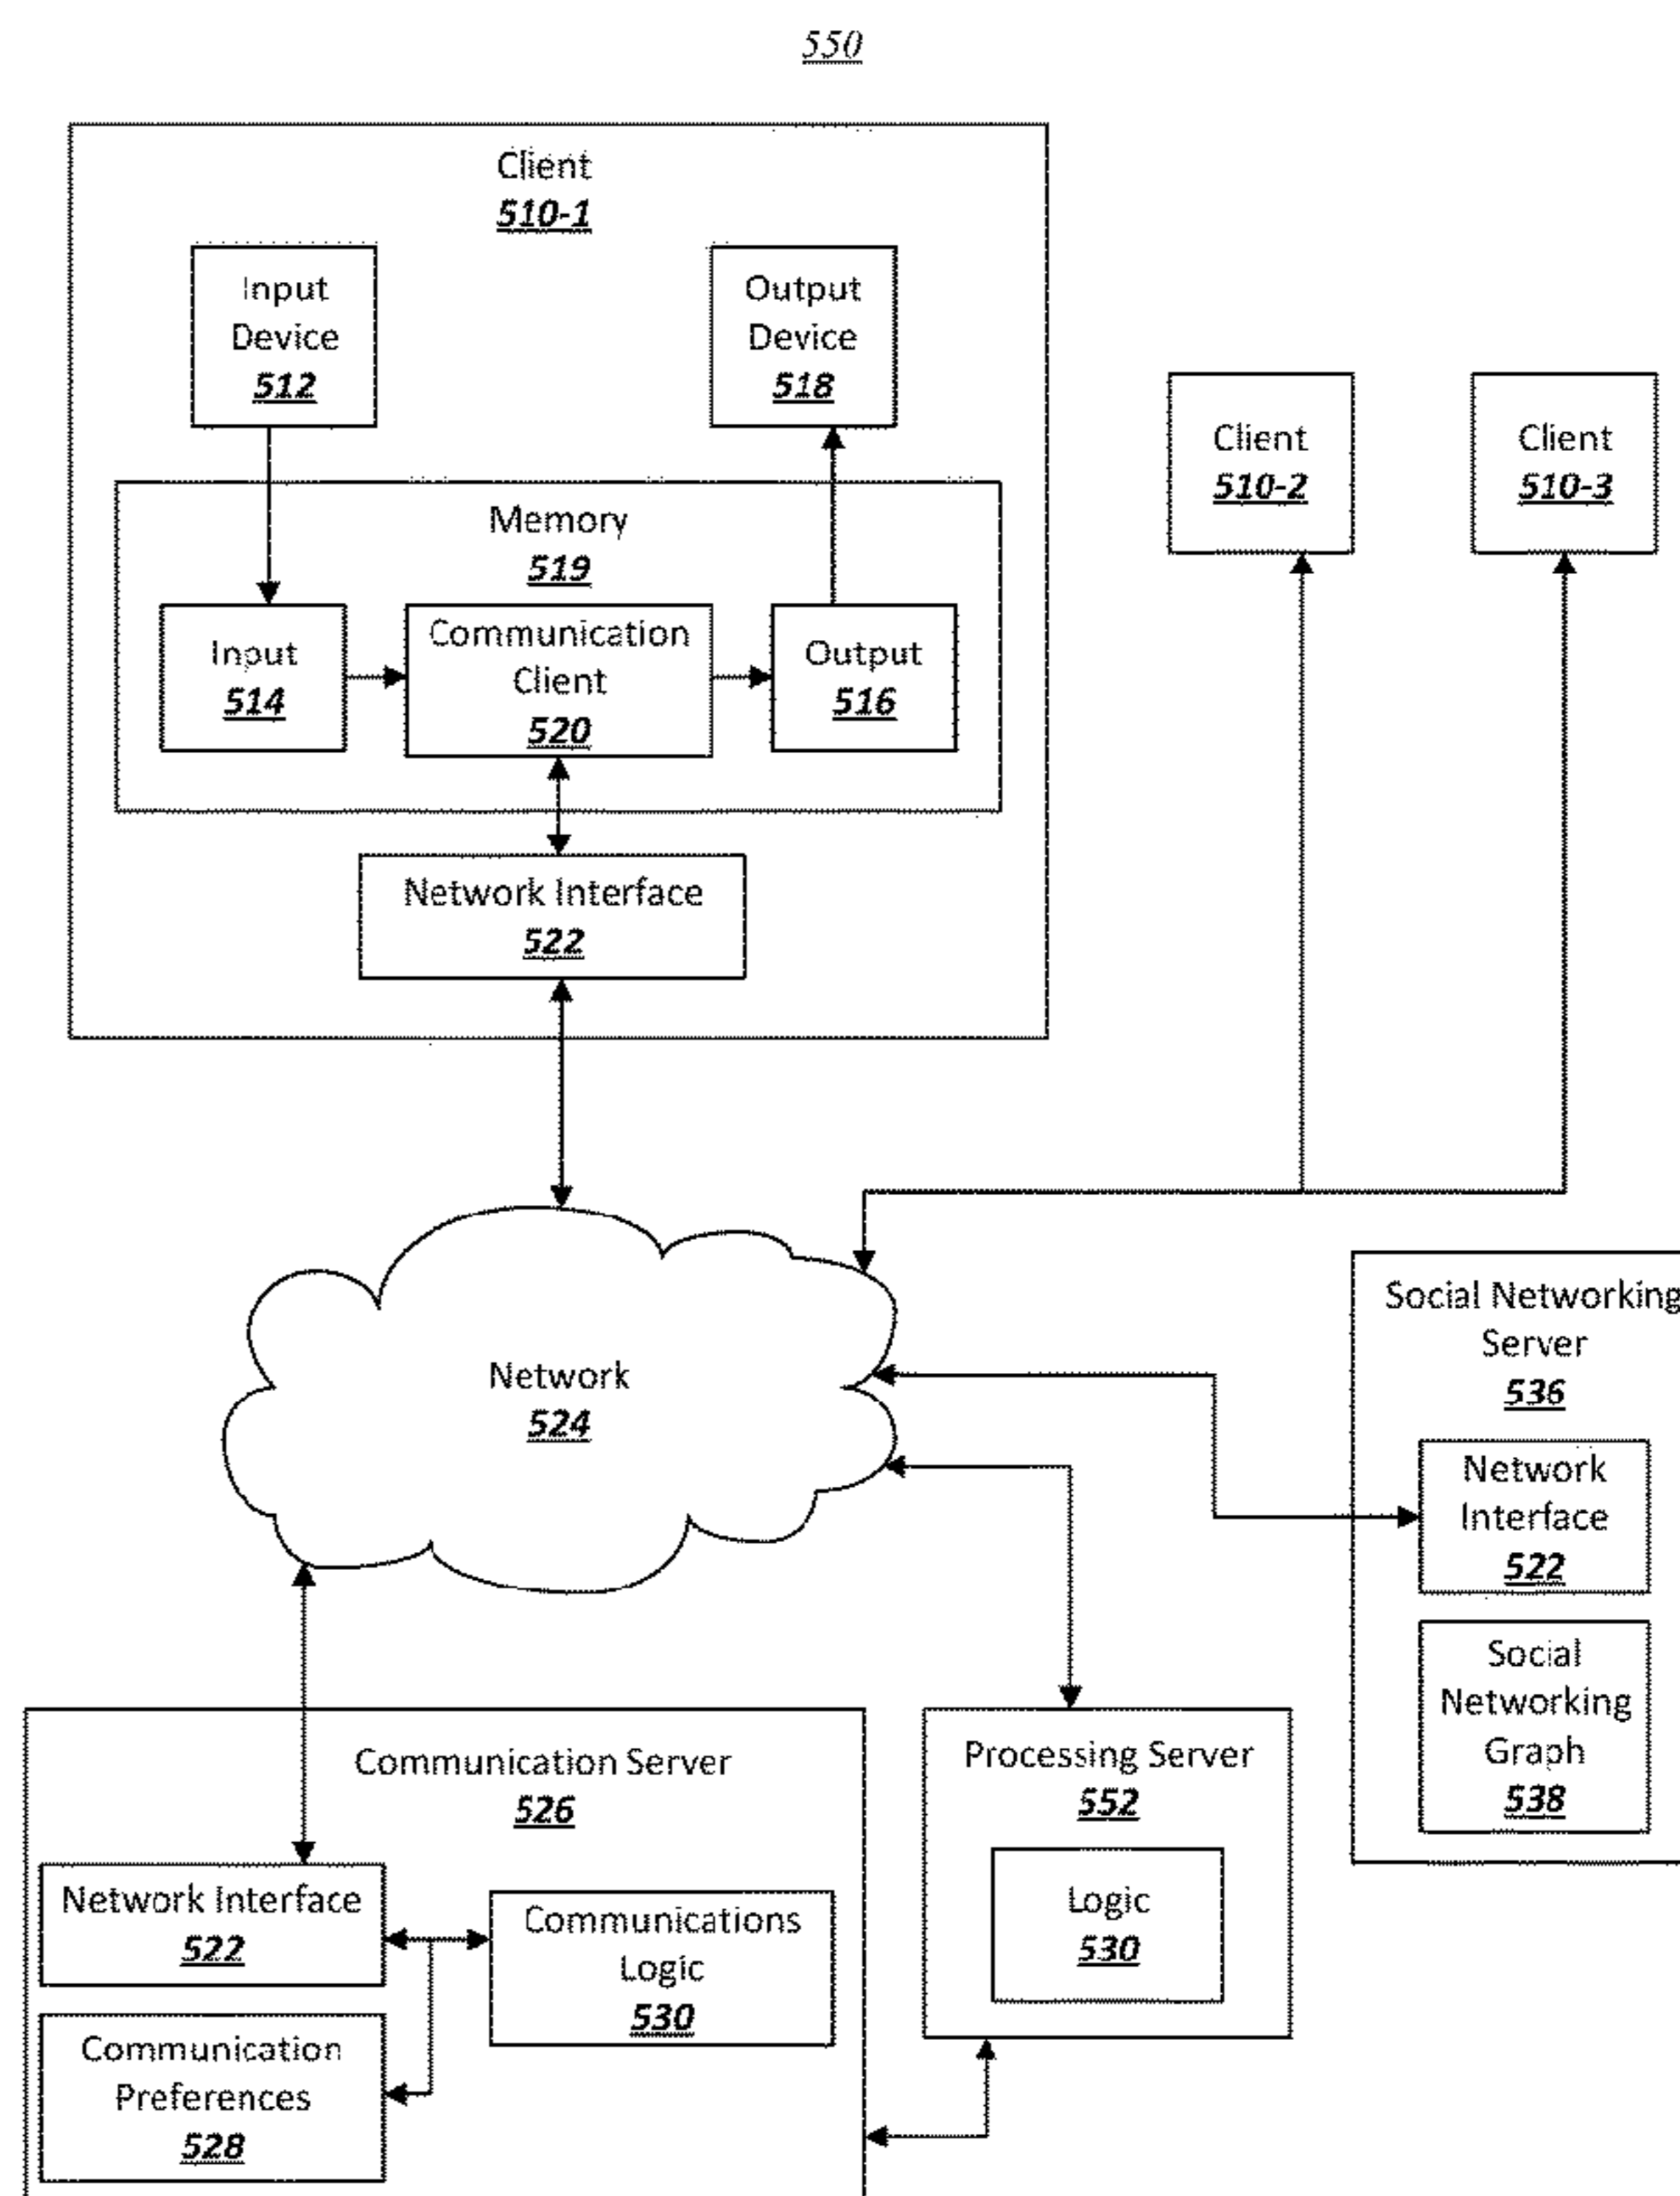 550
Client
510-1
Input
Device
512
Output
Device
518
Client
510-2
Client
510-3
Memory
519
Input
514
Communication
Client
520
Output
516
Network Interface
522
Network
524
Social Networking
Server
536
Network
Interface
522
Social
Networking
Graph
538
Communication Server
526
Network Interface
522
Communications
Logic
530
Communication
Preferences
528
Processing Server
552
Logic
530